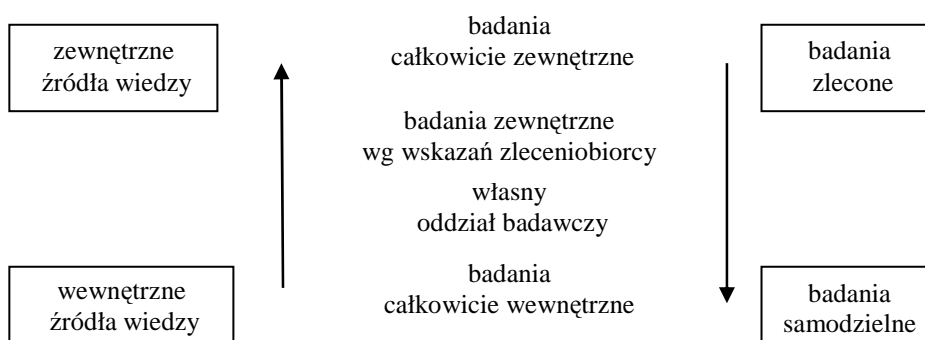 zewnętrzne
źródła wiedzy
badania
całkowicie zewnętrzne
badania
zlecone
badania zewnętrzne
wg wskazań zleceniobiorcy
własny
oddział badawczy
wewnętrzne
źródła wiedzy
badania
całkowicie wewnętrzne
badania
samodzielne